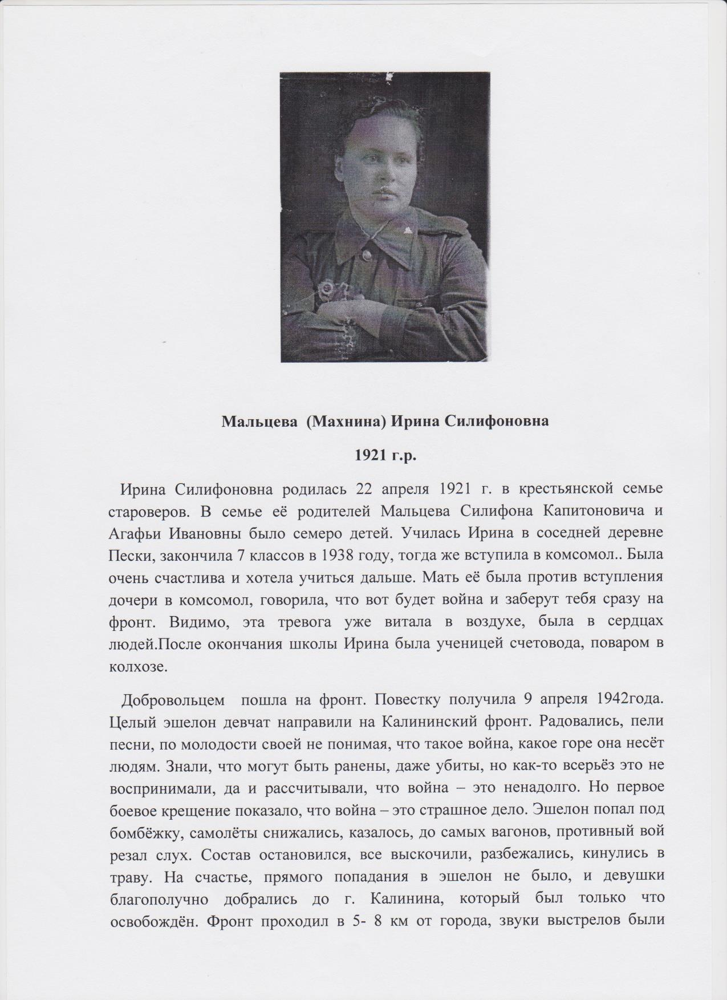 Мальцева  (Махнина) Ирина Силифоновна
1921 г.р.
Ирина Силифоновна родилась 22 апреля 1921 г. в крестьянской семье
староверов. В семье её родителей Мальцева Силифона Капитоновича и
Агафьи Ивановны было семеро детей. Училась Ирина в соседней деревне
Пески, закончила 7 классов в 1938 году, тогда же вступила в комсомол.. Была
очень счастлива и хотела учиться дальше. Мать её была против вступления
дочери в комсомол, говорила, что вот будет война и заберут тебя сразу на
фронт. Видимо, эта тревога уже витала в воздухе, была в сердцах
людей.После окончания школы Ирина была ученицей счетовода, поваром в
колхозе.
Добровольцем  пошла на фронт. Повестку получила 9 апреля 1942года.
Целый эшелон девчат направили на Калининский фронт. Радовались, пели
песни, по молодости своей не понимая, что такое война, какое горе она несёт
людям. Знали, что могут быть ранены, даже убиты, но как-то всерьёз это не
воспринимали, да и рассчитывали, что война – это ненадолго. Но первое
боевое крещение показало, что война – это страшное дело. Эшелон попал под
бомбёжку, самолёты снижались, казалось, до самых вагонов, противный вой
резал слух. Состав остановился, все выскочили, разбежались, кинулись в
траву. На счастье, прямого попадания в эшелон не было, и девушки
благополучно добрались до г. Калинина, который был только что
освобождён. Фронт проходил в 5- 8 км от города, звуки выстрелов были